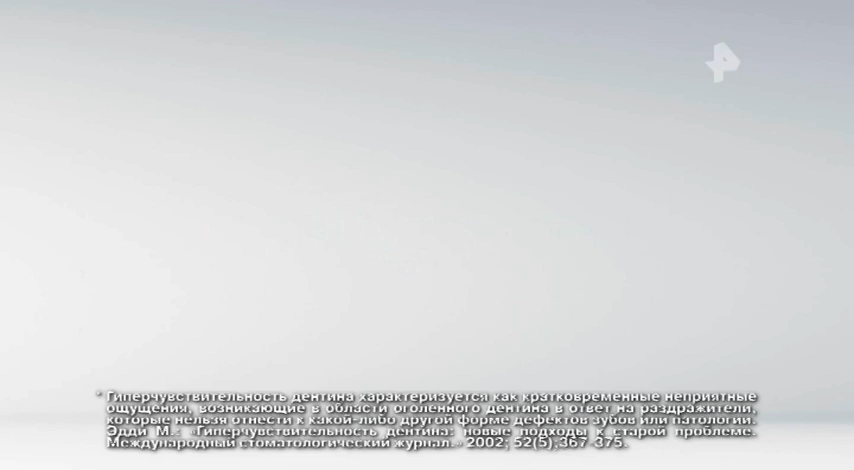 * Гиперчувствительность дентина характеризуется как кратковременные неприятные
ощущения, возникающие в области оголенного дентина в ответ на раздражители,
которые нельзя отнести к какой-либо другой форме дефектов зубов или патологии.
Эдди М.: «Гиперчувствительность дентина: новые подходы к старой проблеме.
Международный стоматологический журнал.» 2002; 52(5):367-375.